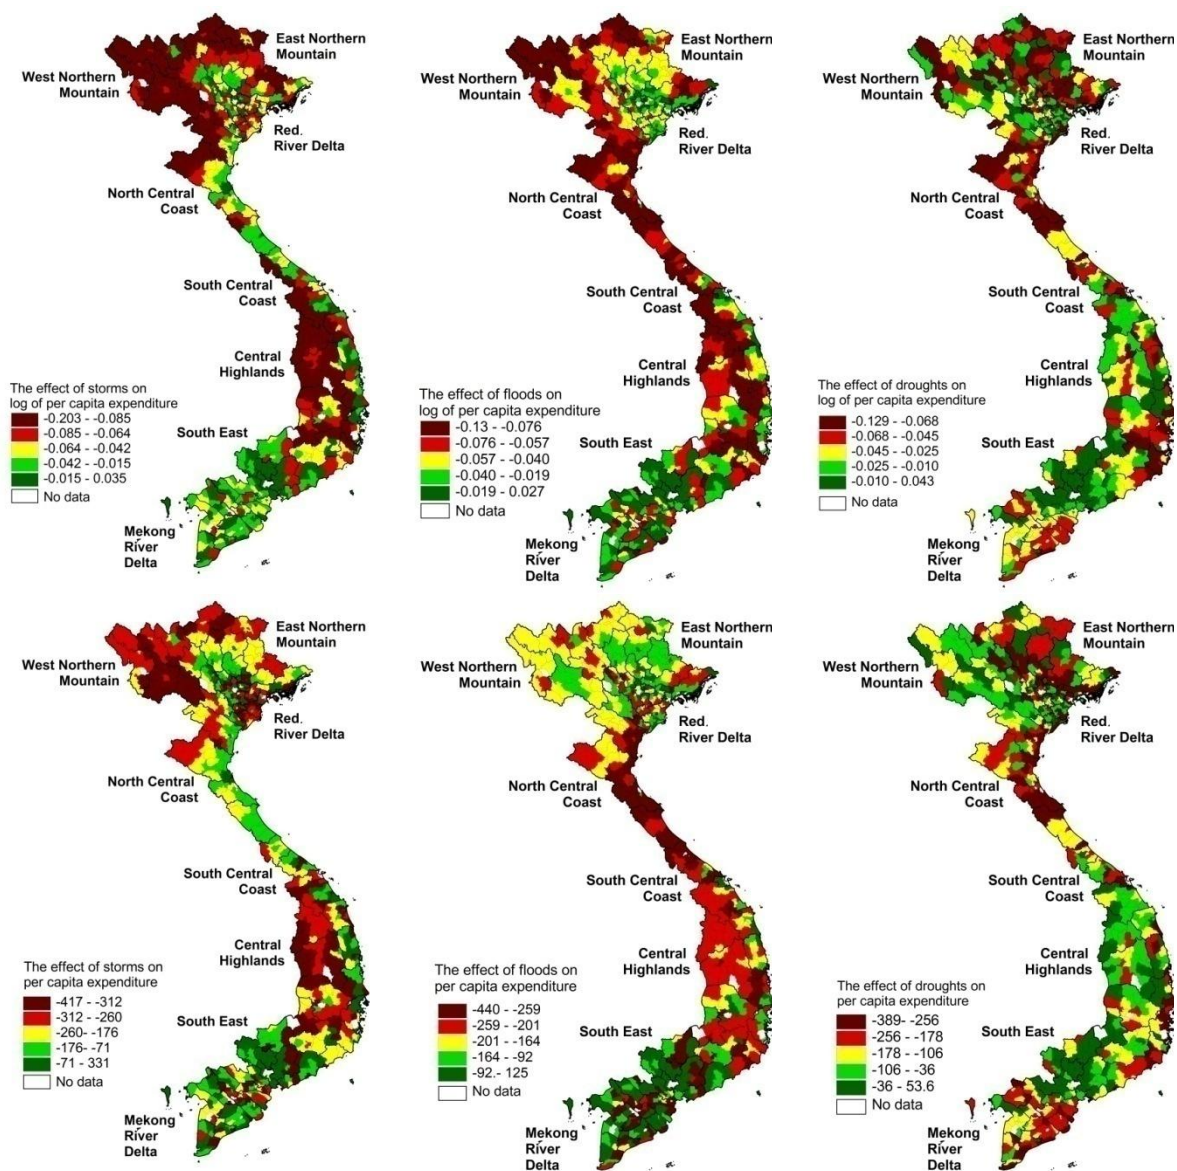 East Northern
Mountain
West Northern
Mountain
Red.
River Delta
North Central
Coast
South Central
Coast
Central
Highlands
The effect of storms on
log of per capita expenditure
-0.203 - -0.085
-0.085 - -0.064
-0.064 - -0.042
-0.042 - -0.015
-0.015 - 0.035
No data
South East
Mekong
River
Delta
East Northern
Mountain
West Northern
Mountain
Red.
River Delta
North Central
Coast
South Central
Coast
Central
Highlands
The effect of floods on
log of per capita expenditure
-0.13 - -0.076
-0.076 - -0.057
-0.057 - -0.040
-0.040 - -0.019
-0.019 - 0.027
No data
South East
Mekong
River
Delta
East Northern
Mountain
West Northern
Mountain
Red.
River Delta
North Central
Coast
South Central
Coast
Central
Highlands
The effect of droughts on
log of per capita expenditure
-0.129 - -0.068
-0.068 - -0.045
-0.045 - -0.025
-0.025 - -0.010
-0.010 - 0.043
No data
South East
Mekong
River
Delta
East Northern
Mountain
West Northern
Mountain
Red.
River Delta
North Central
Coast
South Central
Coast
Central
Highlands
The effect of storms on
per capita expenditure
-417 - -312
-312 - -260
-260- -176
-176- -71
-71 - 331
No data
South East
Mekong
River
Delta
East Northern
Mountain
West Northern
Mountain
Red.
River Delta
North Central
Coast
South Central
Coast
Central
Highlands
The effect of floods on
per capita expenditure
-440 - -259
-259 - -201
-201 - -164
-164 - -92
-92.- 125
No data
South East
Mekong
River
Delta
East Northern
Mountain
West Northern
Mountain
Red.
River Delta
North Central
Coast
South Central
Coast
Central
Highlands
The effect of droughts on
per capita expenditure
-389- -256
-256 - -178
-178 - -106
-106 - -36
-36 - 53.6
No data
South East
Mekong
River
Delta